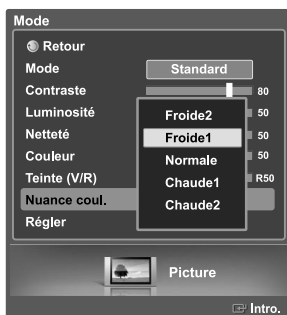 Mode
Retour
Mode Standard
Contraste 80
Luminosité 50
Netteté 50
Couleur 50
Teinte (V/R) R50
Nuance coul.
Régler
Froide2
Froide1
Normale
Chaude1
Chaude2
Picture
Intro.